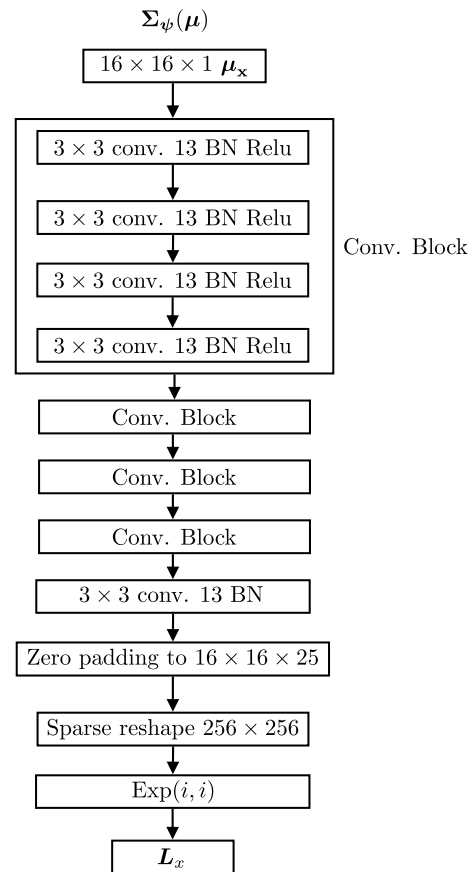 Σ_ψ(μ)
16 × 16 × 1 μ_x
3 × 3 conv. 13 BN Relu
3 × 3 conv. 13 BN Relu
3 × 3 conv. 13 BN Relu
3 × 3 conv. 13 BN Relu
Conv. Block
Conv. Block
Conv. Block
Conv. Block
3 × 3 conv. 13 BN
Zero padding to 16 × 16 × 25
Sparse reshape 256 × 256
Exp(i, i)
L_x